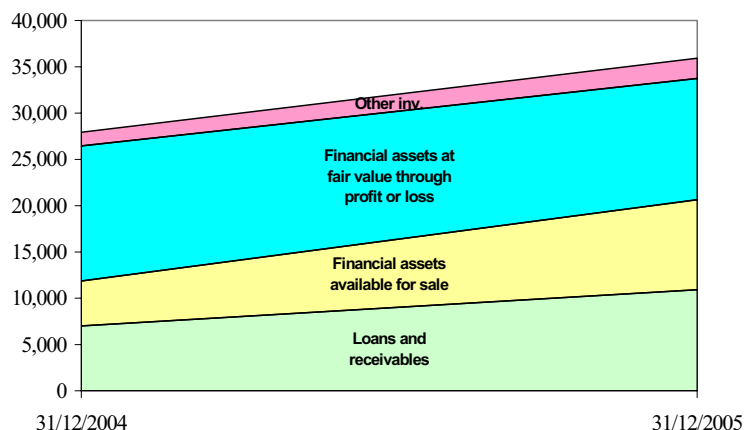 40,000
35,000
30,000
25,000
20,000
15,000
10,000
5,000
0
Other inv.
Financial assets at
fair value through
profit or loss
Financial assets
available for sale
Loans and
receivables
31/12/2004
31/12/2005